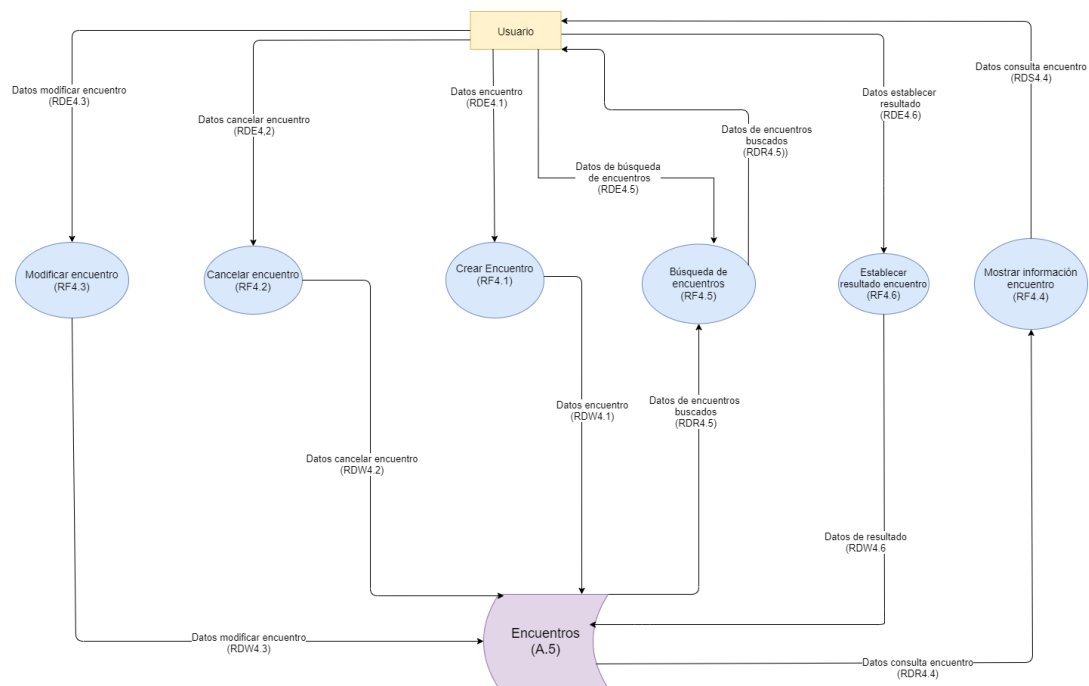 Usuario
Datos modificar encuentro
(RDE4.3)
Datos cancelar encuentro
(RDE4,2)
Datos encuentro
(RDE4.1)
Datos de búsqueda
de encuentros
(RDE4.5)
Datos de encuentros
buscados
(RDR4.5))
Datos establecer
resultado
(RDE4.6)
Datos consulta encuentro
(RDS4.4)
Modificar encuentro
(RF4.3)
Cancelar encuentro
(RF4.2)
Crear Encuentro
(RF4.1)
Búsqueda de
encuentros
(RF4.5)
Establecer
resultado encuentro
(RF4.6)
Mostrar información
encuentro
(RF4.4)
Datos cancelar encuentro
(RDW4.2)
Datos encuentro
(RDW4.1)
Datos de encuentros
buscados
(RDR4.5)
Datos de resultado
(RDW4.6
Datos modificar encuentro
(RDW4.3)
Encuentros
(A.5)
Datos consulta encuentro
(RDR4.4)